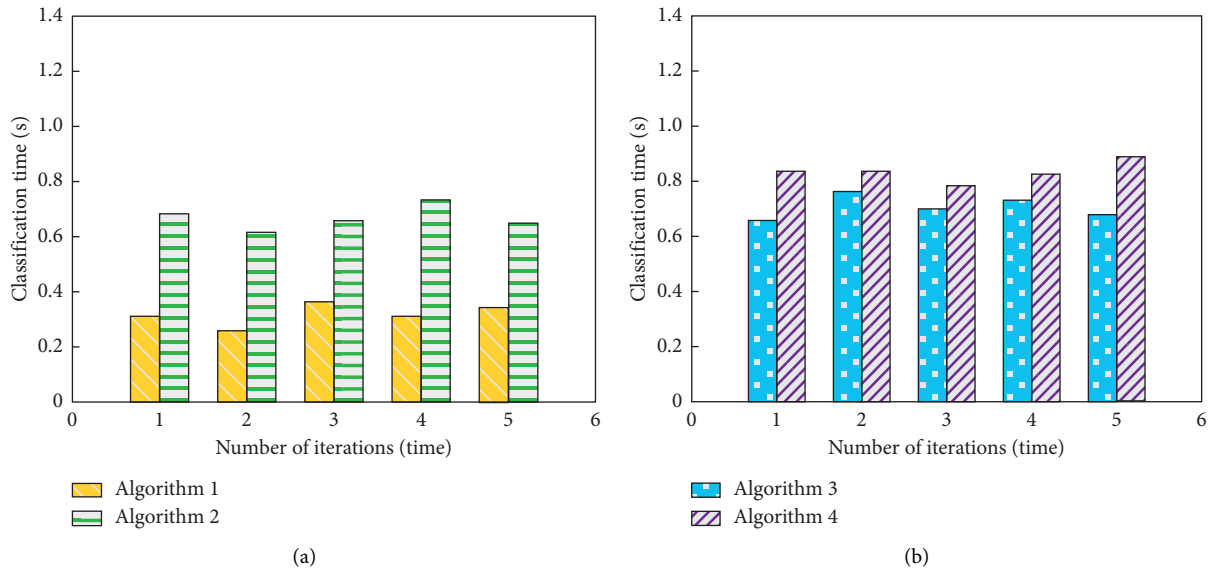 1.4
1.2
1.0
0.8
0.6
0.4
0.2
0
Classification time (s)
0 1 2 3 4 5 6
Number of iterations (time)
Algorithm 1
Algorithm 2
(a)
1.4
1.2
1.0
0.8
0.6
0.4
0.2
0
Classification time (s)
0 1 2 3 4 5 6
Number of iterations (time)
Algorithm 3
Algorithm 4
(b)